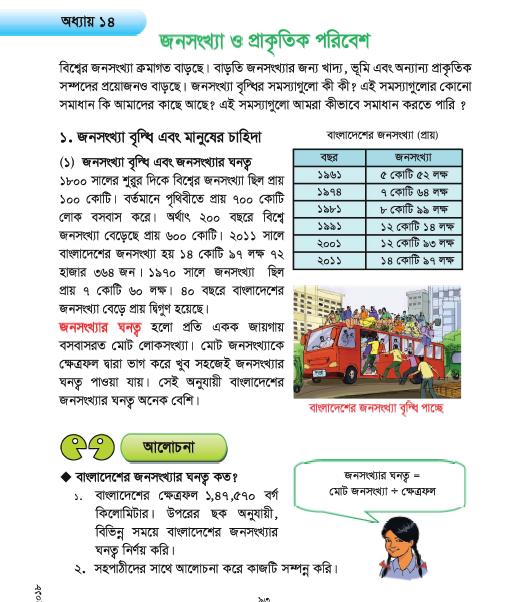 অধ্যায় ১৪
জনসংখ্যা ও প্রাকৃতিক পরিবেশ
বিশ্বের জনসংখ্যা ক্রমাগত বাড়ছে। বাড়তি জনসংখ্যার জন্য খাদ্য, ভূমি এবং অন্যান্য প্রাকৃতিক
সম্পদের প্রয়োজনও বাড়ছে। জনসংখ্যা বৃদ্ধির সমস্যাগুলো কী কী? এই সমস্যাগুলোর কোনো
সমাধান কি আমাদের কাছে আছে? এই সমস্যাগুলো আমরা কীভাবে সমাধান করতে পারি ?
১. জনসংখ্যা বৃদ্ধি এবং মানুষের চাহিদা
(১) জনসংখ্যা বৃদ্ধি এবং জনসংখ্যার ঘনত্ব
১৮০০ সালের শুরুর দিকে বিশ্বের জনসংখ্যা ছিল প্রায়
১০০ কোটি। বর্তমানে পৃথিবীতে প্রায় ৭০০ কোটি
লোক বসবাস করে। অর্থাৎ ২০০ বছরে বিশ্বে
জনসংখ্যা বেড়েছে প্রায় ৬০০ কোটি। ২০১১ সালে
বাংলাদেশের জনসংখ্যা হয় ১৪ কোটি ৯৭ লক্ষ ৭২
হাজার ৩৬৪ জন। ১৯৭০ সালে জনসংখ্যা ছিল
প্রায় ৭ কোটি ৬০ লক্ষ। ৪০ বছরে বাংলাদেশের
জনসংখ্যা বেড়ে প্রায় দ্বিগুণ হয়েছে।
জনসংখ্যার ঘনত্ব হলো প্রতি একক জায়গায়
বসবাসরত মোট লোকসংখ্যা। মোট জনসংখ্যাকে
ক্ষেত্রফল দ্বারা ভাগ করে খুব সহজেই জনসংখ্যার
ঘনত্ব পাওয়া যায়। সেই অনুযায়ী বাংলাদেশের
জনসংখ্যার ঘনত্ব অনেক বেশি।
বাংলাদেশের জনসংখ্যা (প্রায়)
বছর জনসংখ্যা
১৯৬১ ৫ কোটি ৫২ লক্ষ
১৯৭৪ ৭ কোটি ৬৪ লক্ষ
১৯৮১ ৮ কোটি ৯৯ লক্ষ
১৯৯১ ১২ কোটি ১৪ লক্ষ
২০০১ ১২ কোটি ৯৩ লক্ষ
২০১১ ১৪ কোটি ৯৭ লক্ষ
বাংলাদেশের জনসংখ্যা বৃদ্ধি পাচ্ছে
আলোচনা
◆ বাংলাদেশের জনসংখ্যার ঘনত্ব কত?
১. বাংলাদেশের ক্ষেত্রফল ১,৪৭,৫৭০ বর্গ
কিলোমিটার। উপরের ছক অনুযায়ী,
বিভিন্ন সময়ে বাংলাদেশের জনসংখ্যার
ঘনত্ব নির্ণয় করি।
২. সহপাঠীদের সাথে আলোচনা করে কাজটি সম্পন্ন করি।
জনসংখ্যার ঘনত্ব =
মোট জনসংখ্যা ÷ ক্ষেত্রফল